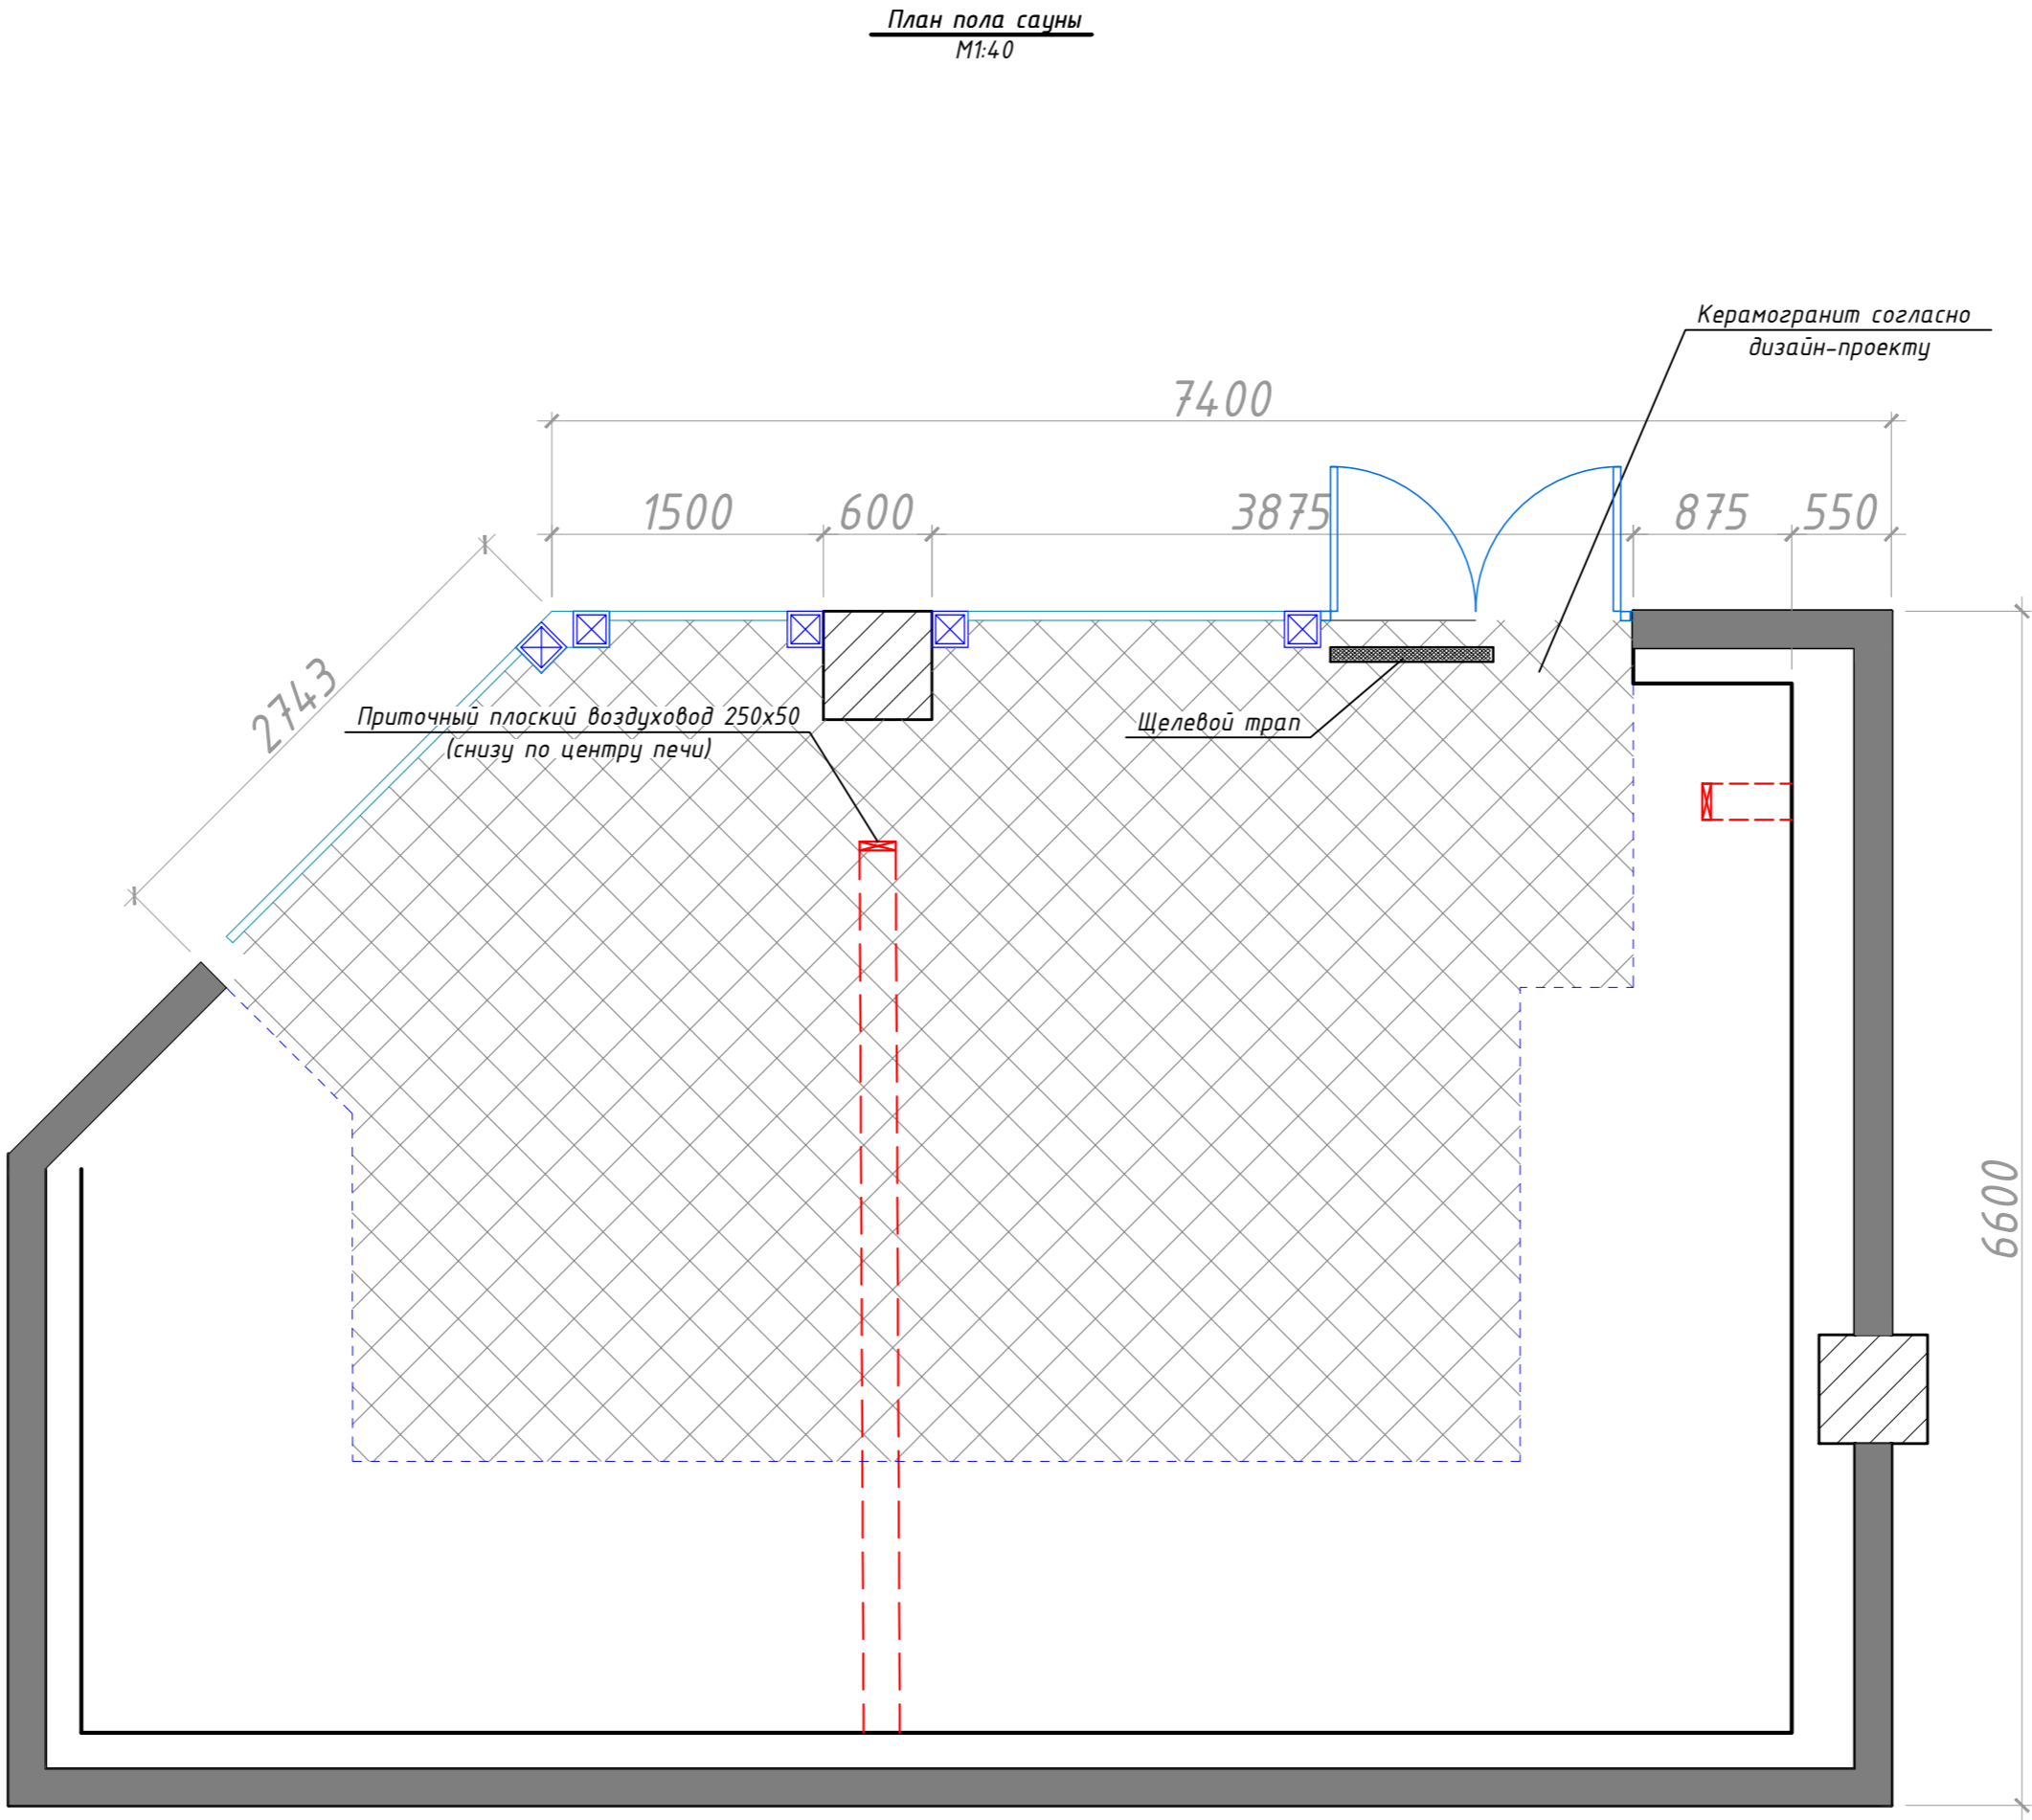 План пола сауны
М1:40
Керамогранит согласно
дизайн-проекту
7400
1500
600
3875
875
550
2743
Приточный плоский воздуховод 250х50
(снизу по центру печи)
Щелевой трап
6600